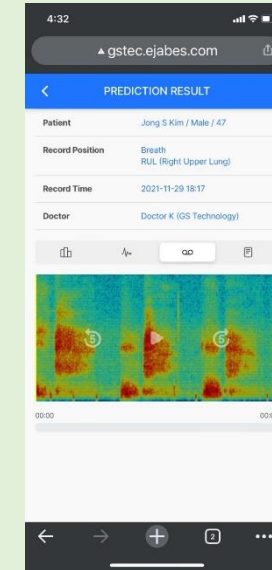 4:32
gstec.ejabes.com
PREDICTION RESULT
Patient Jong S Kim / Male / 47
Record Position Breath
RUL (Right Upper Lung)
Record Time 2021-11-29 18:17
Doctor Doctor K (GS Technology)
5 5
00:00 00:
2